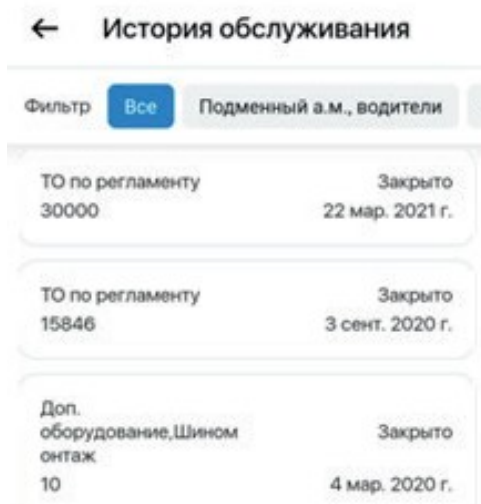 История обслуживания
Фильтр Все Подменный а.м., водители
ТО по регламенту Закрыто
30000 22 мар. 2021 г.
ТО по регламенту Закрыто
15846 3 сент. 2020 г.
Доп.
оборудование,Шином Закрыто
онтаж
10 4 мар. 2020 г.